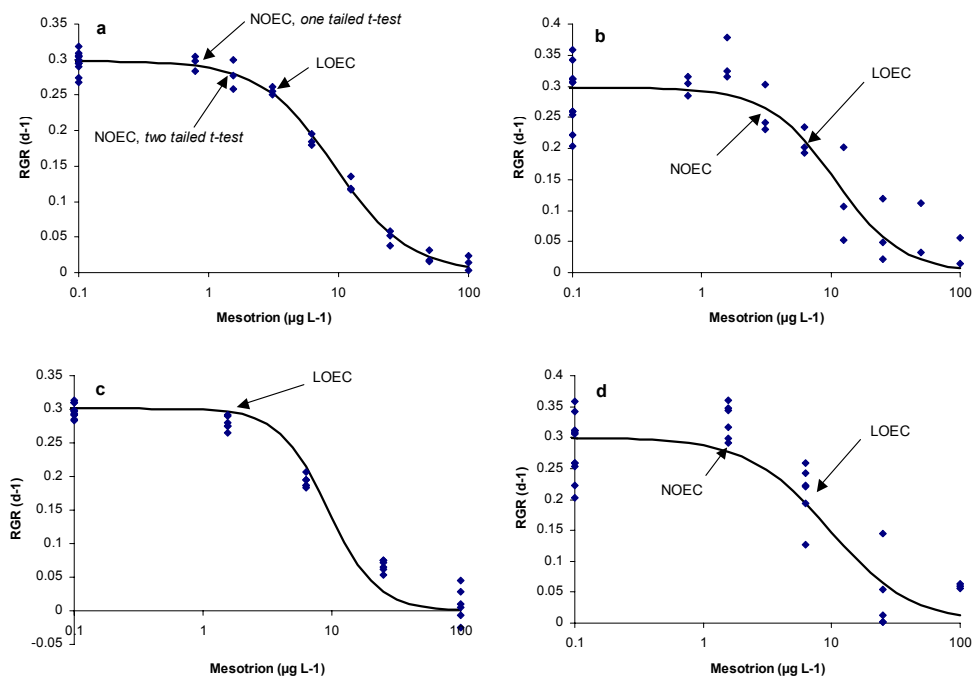 a
NOEC, one tailed t-test
LOEC
NOEC, two tailed t-test
RGR (d-1)
0.35
0.3
0.25
0.2
0.15
0.1
0.05
0
0.1 1 10 100
Mesotrion (µg L-1)
b
LOEC
NOEC
RGR (d-1)
0.4
0.35
0.3
0.25
0.2
0.15
0.1
0.05
0
0.1 1 10 100
Mesotrion (µg L-1)
c
LOEC
RGR (d-1)
0.35
0.3
0.25
0.2
0.15
0.1
0.05
0
-0.05
0.1 1 10 100
Mesotrion (µg L-1)
d
LOEC
NOEC
RGR (d-1)
0.4
0.35
0.3
0.25
0.2
0.15
0.1
0.05
0
0.1 1 10 100
Mesotrion (µg L-1)